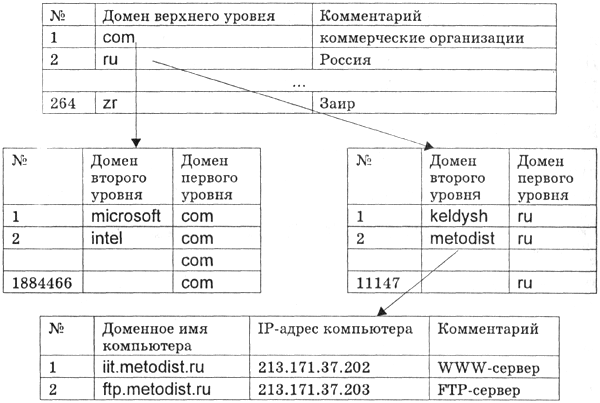 № Домен верхнего уровня Комментарий
1 com коммерческие организации
2 ru Россия
...
264 zr Заир
№ Домен второго уровня Домен первого уровня
1 microsoft com
2 intel com
com
1884466 com
№ Домен второго уровня Домен первого уровня
1 keldysh ru
2 metodist ru
11147 ru
№ Доменное имя компьютера IP-адрес компьютера Комментарий
1 iit.metodist.ru 213.171.37.202 WWW-сервер
2 ftp.metodist.ru 213.171.37.203 FTP-сервер